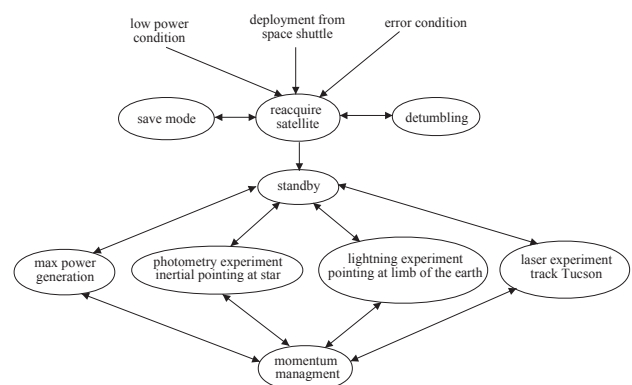 low power
condition
deployment from
space shuttle
error condition
save mode
reacquire
satellite
detumbling
standby
max power
generation
photometry experiment
inertial pointing at star
lightning experiment
pointing at limb of the earth
laser experiment
track Tucson
momentum
managment